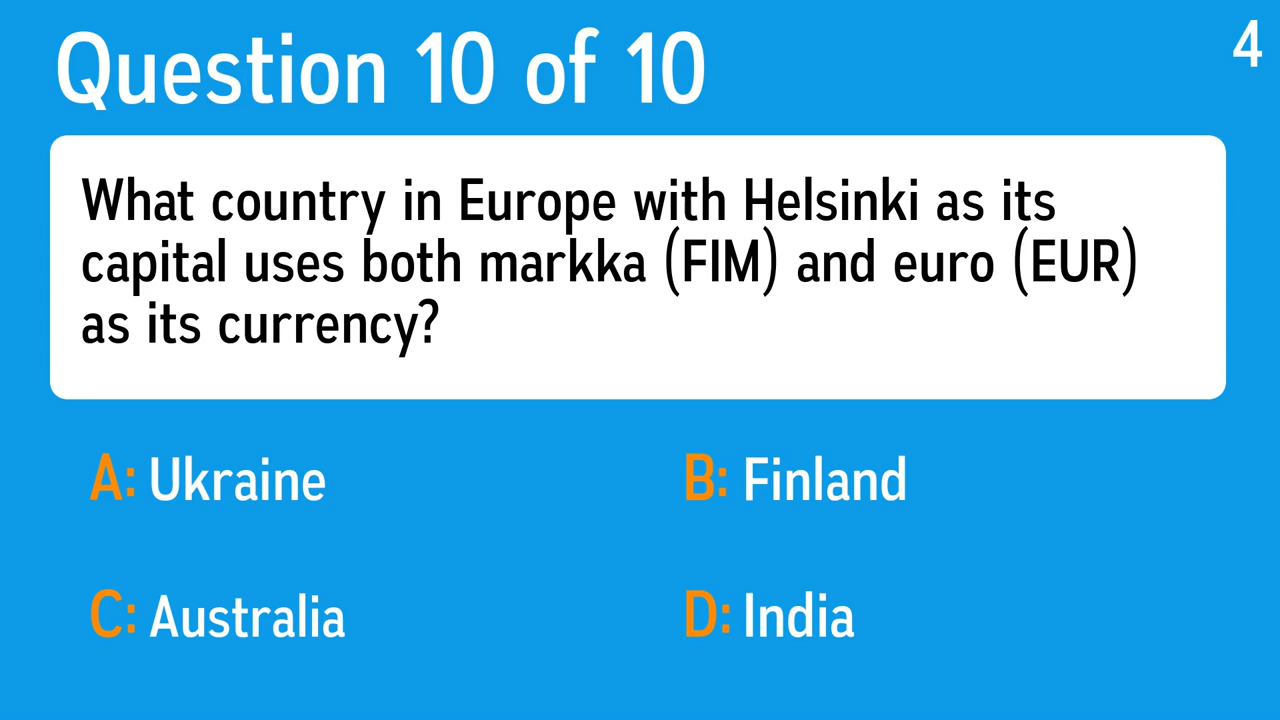 Question 10 of 10
4
What country in Europe with Helsinki as its
capital uses both markka (FIM) and euro (EUR)
as its currency?
A: Ukraine
B: Finland
C: Australia
D: India